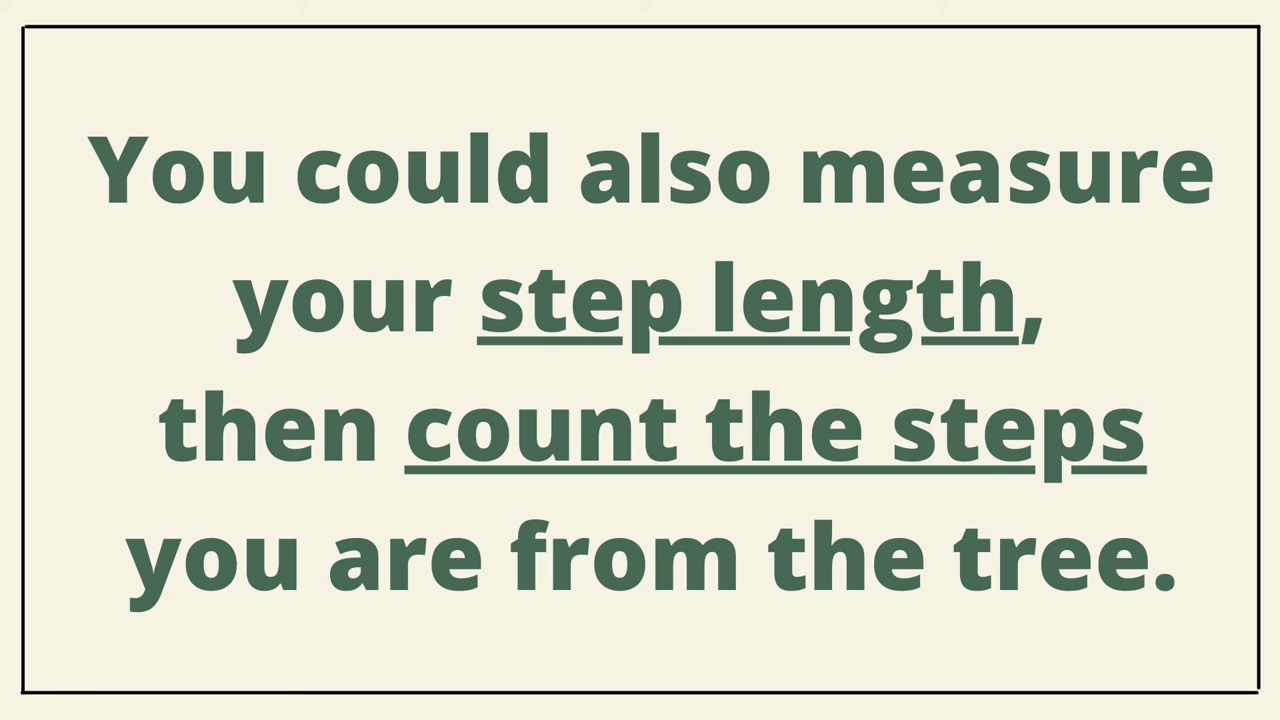 You could also measure
your step length,
then count the steps
you are from the tree.